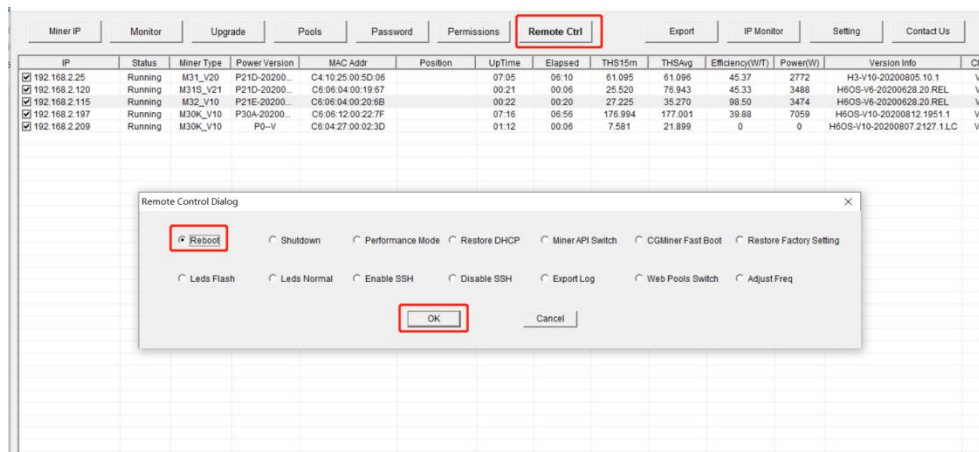 Miner IP Monitor Upgrade Pools Password Permissions Remote Ctrl Export IP Monitor Setting Contact Us
IP Status Miner Type Power Version MAC Addr Position UpTime Elapsed THS15m THSAvg Efficiency(W/T) Power(W) Version Info
192.168.2.25 Running M31_V20 P21D-20200... C4:10:25:00:5D:06 07:05 06:10 61.095 61.096 45.37 2772 H3-V10-20200805.10.1
192.168.2.120 Running M31S_V21 P21D-20200... C6:06:04:00:19:67 00:21 00:06 25.520 76.943 45.33 3488 H6OS-V6-20200628.20.REL
192.168.2.115 Running M32_V10 P21E-20200... C6:06:04:00:20:6B 00:22 00:20 27.225 35.270 98.50 3474 H6OS-V6-20200628.20.REL
192.168.2.197 Running M30K_V10 P30A-20200... C6:06:12:00:22:7F 07:16 06:56 176.994 177.001 39.88 7059 H6OS-V10-20200812.1951.1
192.168.2.209 Running M30K_V10 P0--V C6:04:27:00:02:3D 01:12 00:06 7.581 21.899 0 0 H6OS-V10-20200807.2127.1.LC
Remote Control Dialog
Reboot Shutdown Performance Mode Restore DHCP Miner API Switch CGMiner Fast Boot Restore Factory Setting
Leds Flash Leds Normal Enable SSH Disable SSH Export Log Web Pools Switch Adjust Freq
OK Cancel